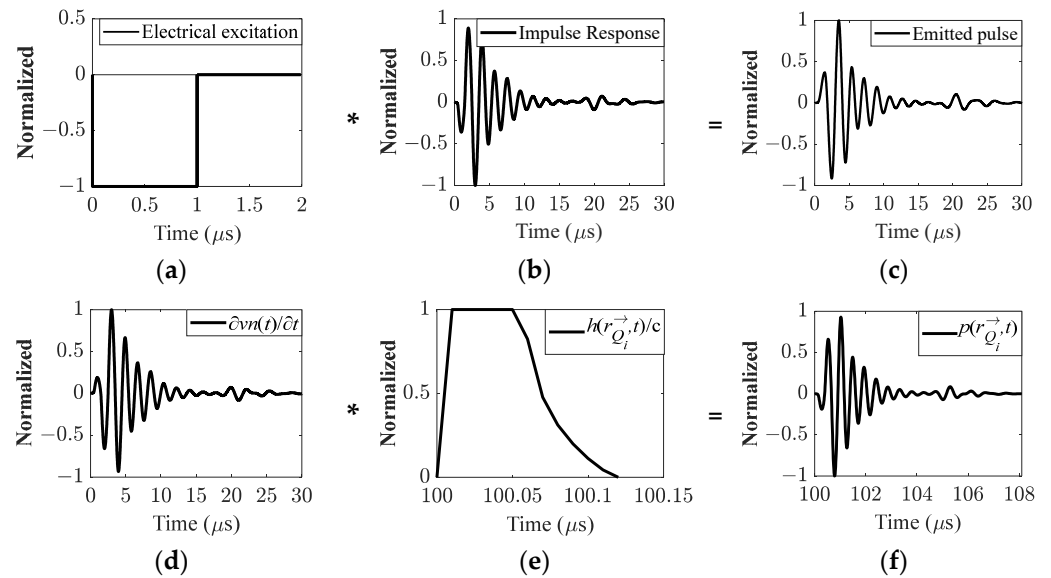 Electrical excitation
Normalized
0.5
0
−0.5
−1
0 0.5 1 1.5 2
Time (μs)
(a)
*
Impulse Response
Normalized
1
0.5
0
-0.5
-1
0 5 10 15 20 25 30
Time (μs)
(b)
=
Emitted pulse
Normalized
1
0.5
0
−0.5
-1
0 5 10 15 20 25 30
Time (μs)
(c)
∂vn(t)/∂t
Normalized
1
0.5
0
−0.5
−1
0 5 10 15 20 25 30
Time (μs)
(d)
*
h(r⃗Qi,t)/c
Normalized
1
0.5
0
100 100.05 100.1 100.15
Time (μs)
(e)
=
p(r⃗Qi,t)
Normalized
1
0.5
0
−0.5
−1
100 102 104 106 108
Time (μs)
(f)